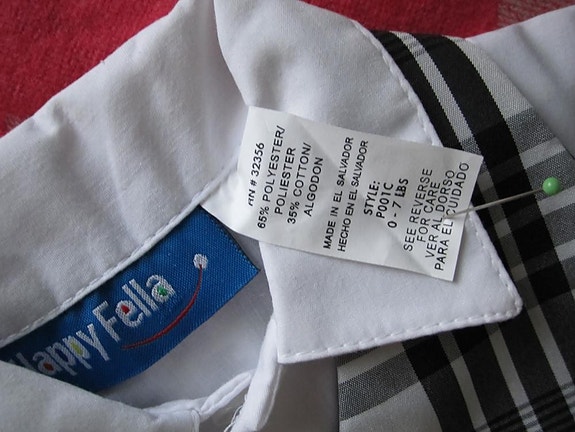 RN # 32356
65% POLYESTER/
POLIESTER
35% COTTON/
ALGODON
MADE IN EL SALVADOR
HECHO EN EL SALVADOR
STYLE:
P001C
0 - 7 LBS
SEE REVERSE
FOR CARE
VER AL DORSO
PARA EL CUIDADO
Happy Fella